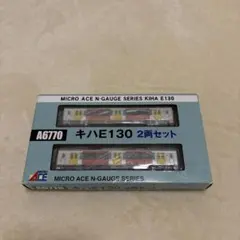 MICRO ACE N-GAUGE SERIES KIHA E130
A6770 キハE130 2両セット
ACE
MICRO ACE N-GAUGE SERIES